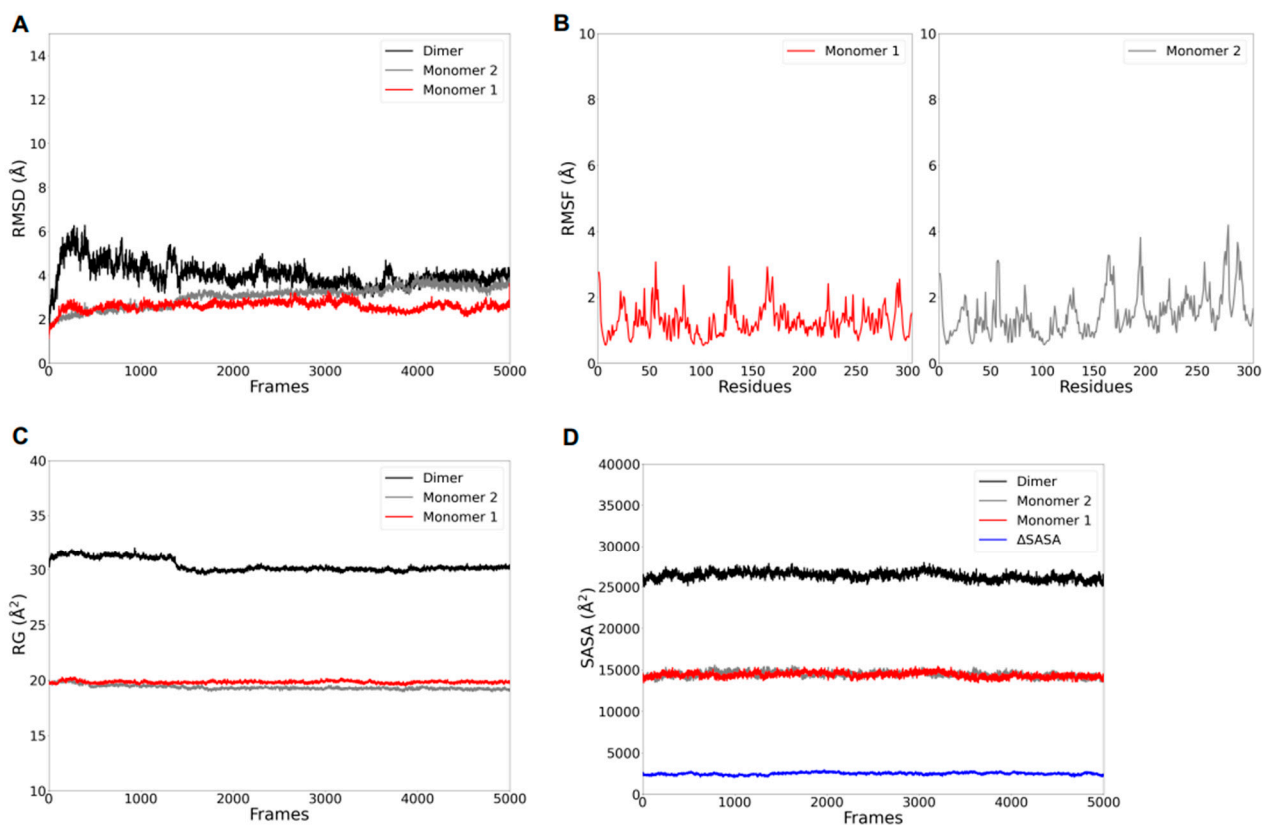 A
RMSD (Å)
14
12
10
8
6
4
2
0
Dimer
Monomer 2
Monomer 1
0 1000 2000 3000 4000 5000
Frames
B
RMSF (Å)
10
8
6
4
2
0
Monomer 1
0 50 100 150 200 250 300
Residues
10
8
6
4
2
0
Monomer 2
0 50 100 150 200 250 300
Residues
C
RG (Å²)
40
35
30
25
20
15
10
Dimer
Monomer 2
Monomer 1
0 1000 2000 3000 4000 5000
Frames
D
SASA (Å²)
40000
35000
30000
25000
20000
15000
10000
5000
0
Dimer
Monomer 2
Monomer 1
ΔSASA
0 1000 2000 3000 4000 5000
Frames